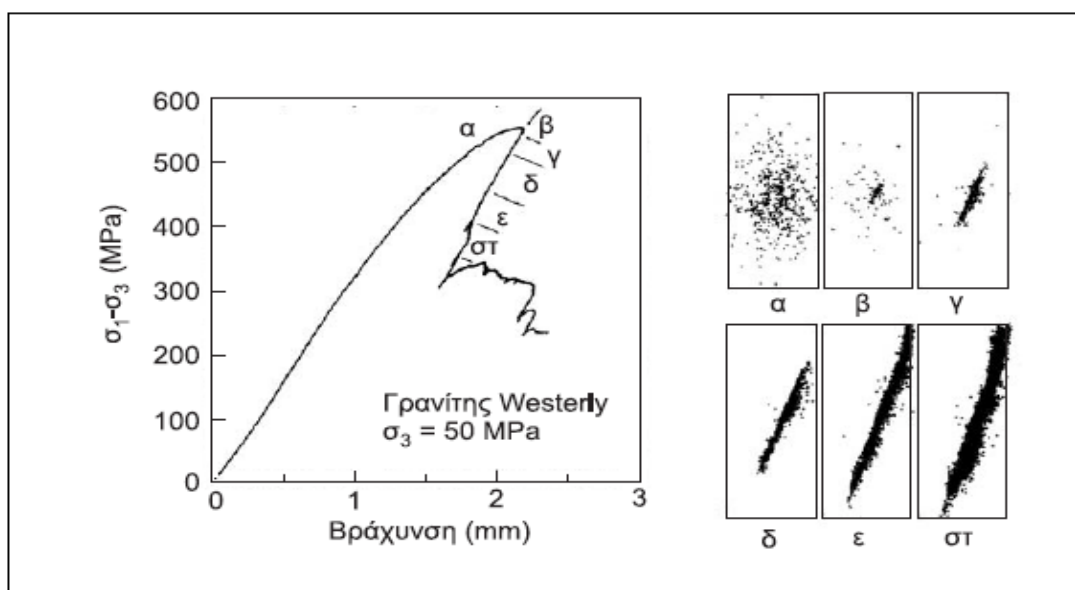 600
500
400
300
200
100
0
σ₁-σ₃ (MPa)
α
β
γ
δ
ε
στ
Γρανίτης Westerly
σ₃ = 50 MPa
0 1 2 3
Βράχυνση (mm)
α β γ
δ ε στ